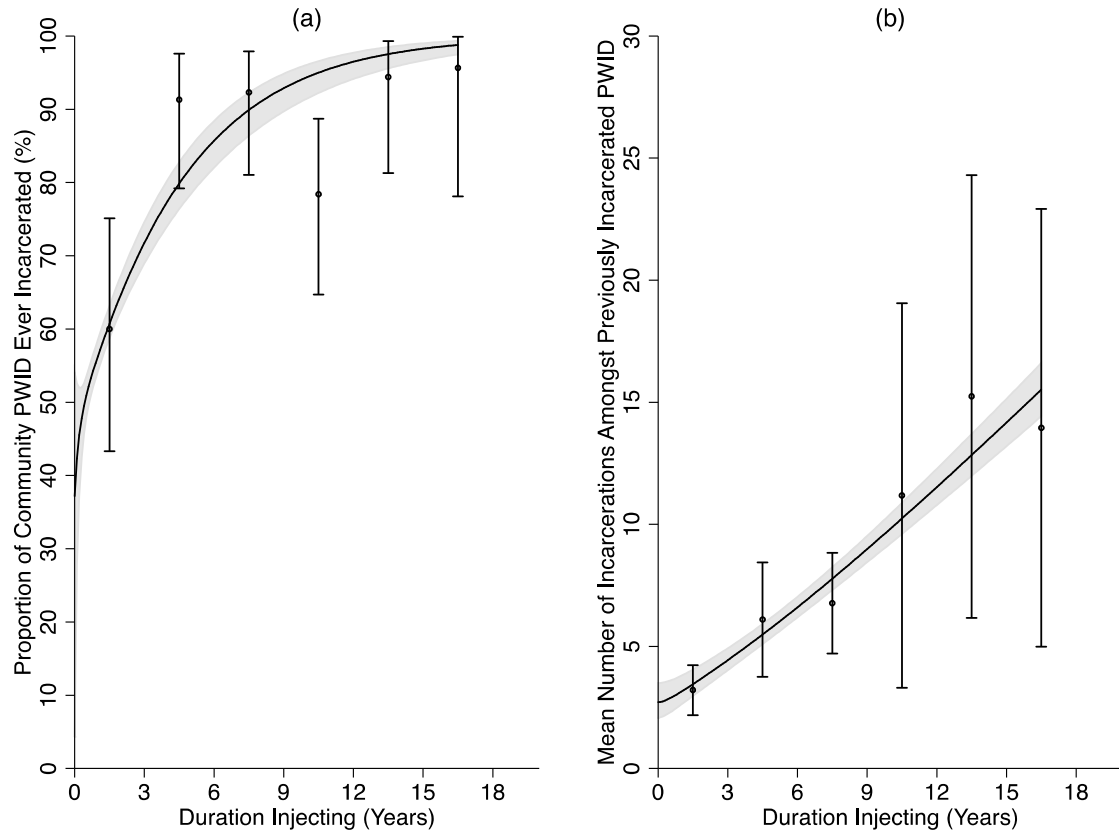 (a)
Proportion of Community PWID Ever Incarcerated (%)
100
90
80
70
60
50
40
30
20
10
0
0 3 6 9 12 15 18
Duration Injecting (Years)
(b)
Mean Number of Incarcerations Amongst Previously Incarcerated PWID
30
25
20
15
10
5
0
0 3 6 9 12 15 18
Duration Injecting (Years)